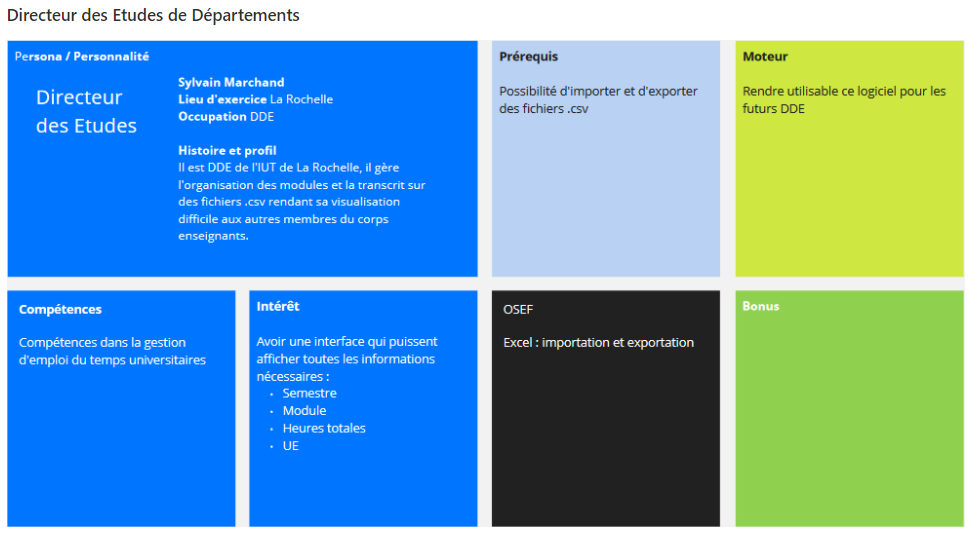 Directeur des Etudes de Départements
Persona / Personnalité
Directeur
des Etudes
Sylvain Marchand
Lieu d'exercice La Rochelle
Occupation DDE
Histoire et profil
Il est DDE de l'IUT de La Rochelle, il gère
l'organisation des modules et la transcrit sur
des fichiers .csv rendant sa visualisation
difficile aux autres membres du corps
enseignants.
Prérequis
Possibilité d'importer et d'exporter
des fichiers .csv
Moteur
Rendre utilisable ce logiciel pour les
futurs DDE
Compétences
Compétences dans la gestion
d'emploi du temps universitaires
Intérêt
Avoir une interface qui puissent
afficher toutes les informations
nécessaires :
• Semestre
• Module
• Heures totales
• UE
OSEF
Excel : importation et exportation
Bonus